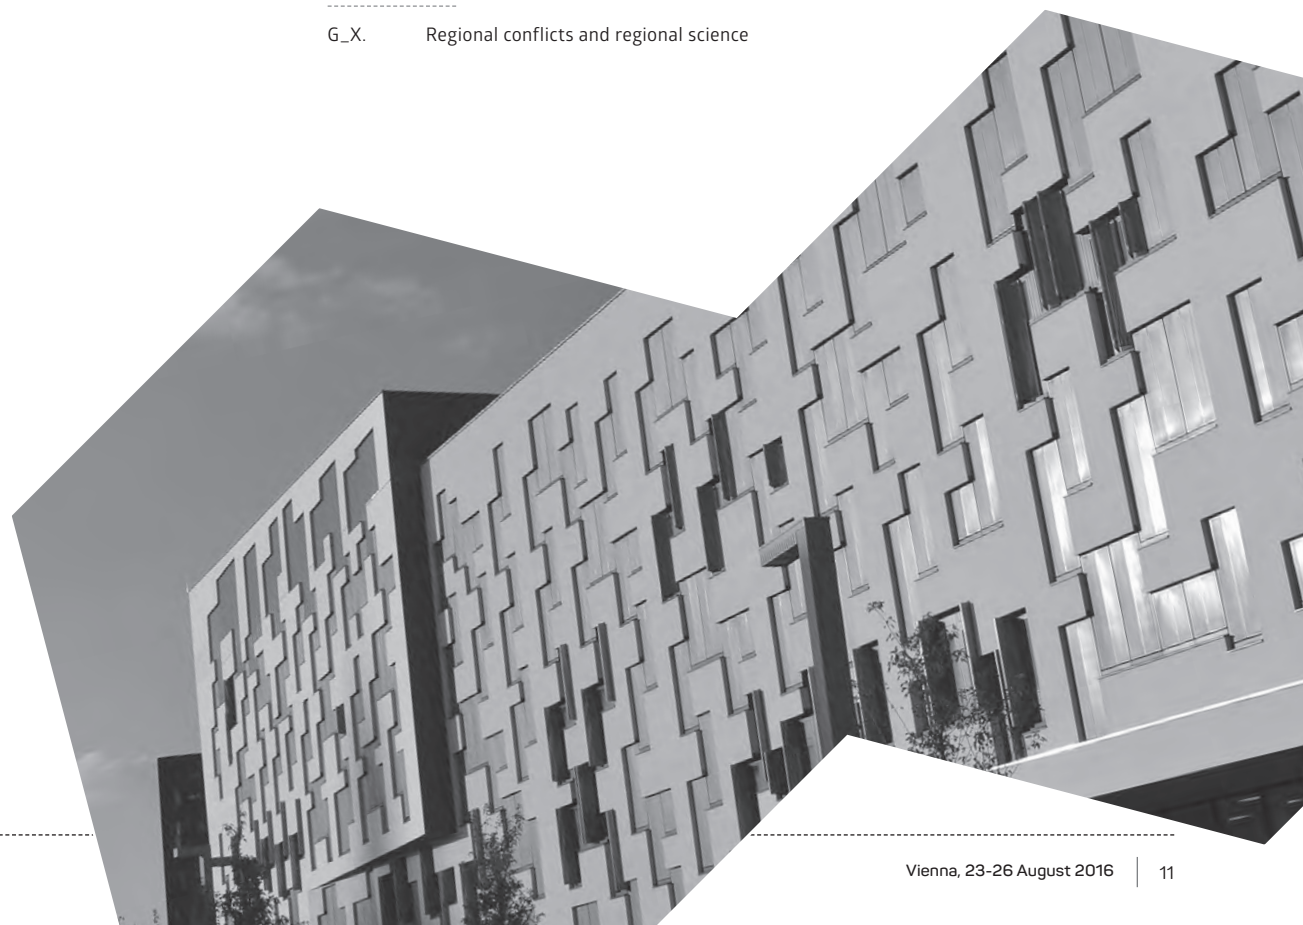 G_X. Regional conflicts and regional science
Vienna, 23-26 August 2016 11